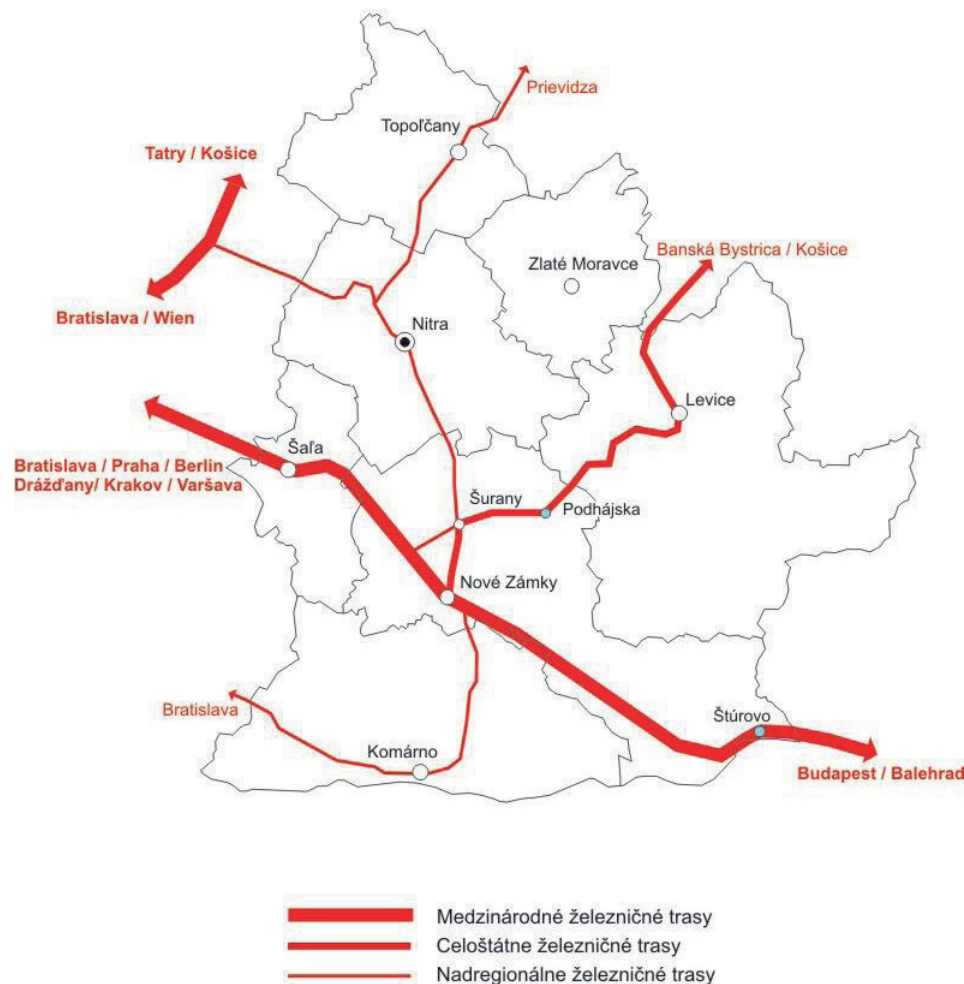 Prievidza
Topoľčany
Tatry / Košice
Zlaté Moravce
Banská Bystrica / Košice
Bratislava / Wien
Nitra
Levice
Šaľa
Bratislava / Praha / Berlin
Drážďany/ Krakov / Varšava
Šurany
Podhájska
Nové Zámky
Bratislava
Štúrovo
Komárno
Budapest / Balehrad
Medzinárodné železničné trasy
Celoštátne železničné trasy
Nadregionálne železničné trasy